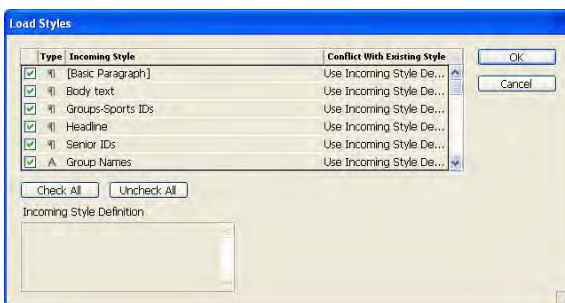 Load Styles
Type Incoming Style Conflict With Existing Style
¶ [Basic Paragraph] Use Incoming Style De...
¶ Body text Use Incoming Style De...
¶ Groups-Sports IDs Use Incoming Style De...
¶ Headline Use Incoming Style De...
¶ Senior IDs Use Incoming Style De...
A Group Names Use Incoming Style De...
OK
Cancel
Check All Uncheck All
Incoming Style Definition